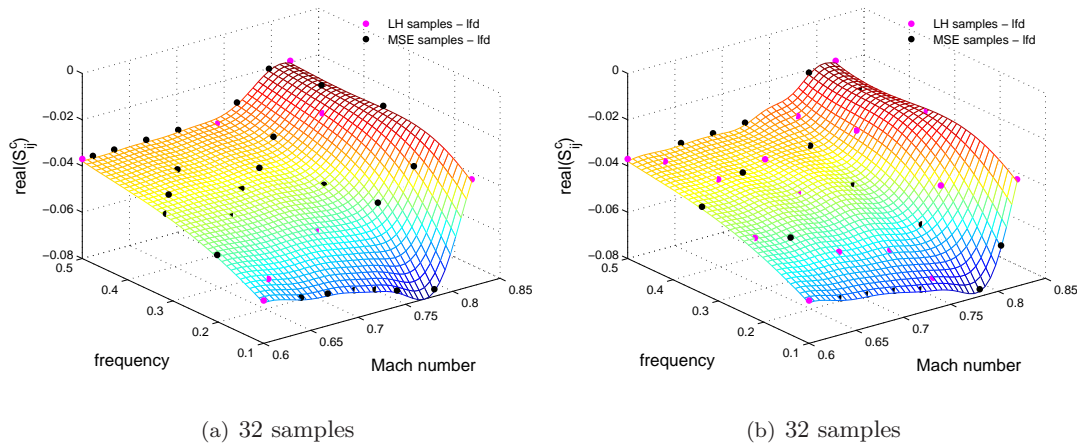 LH samples – lfd
MSE samples – lfd
0
−0.02
−0.04
−0.06
−0.08
real(S^c_ij)
0.5
0.4
0.3
0.2
0.1
frequency
0.6
0.65
0.7
0.75
0.8
0.85
Mach number
(a) 32 samples
LH samples – lfd
MSE samples – lfd
0
−0.02
−0.04
−0.06
−0.08
real(S^c_ij)
0.5
0.4
0.3
0.2
0.1
frequency
0.6
0.65
0.7
0.75
0.8
0.85
Mach number
(b) 32 samples